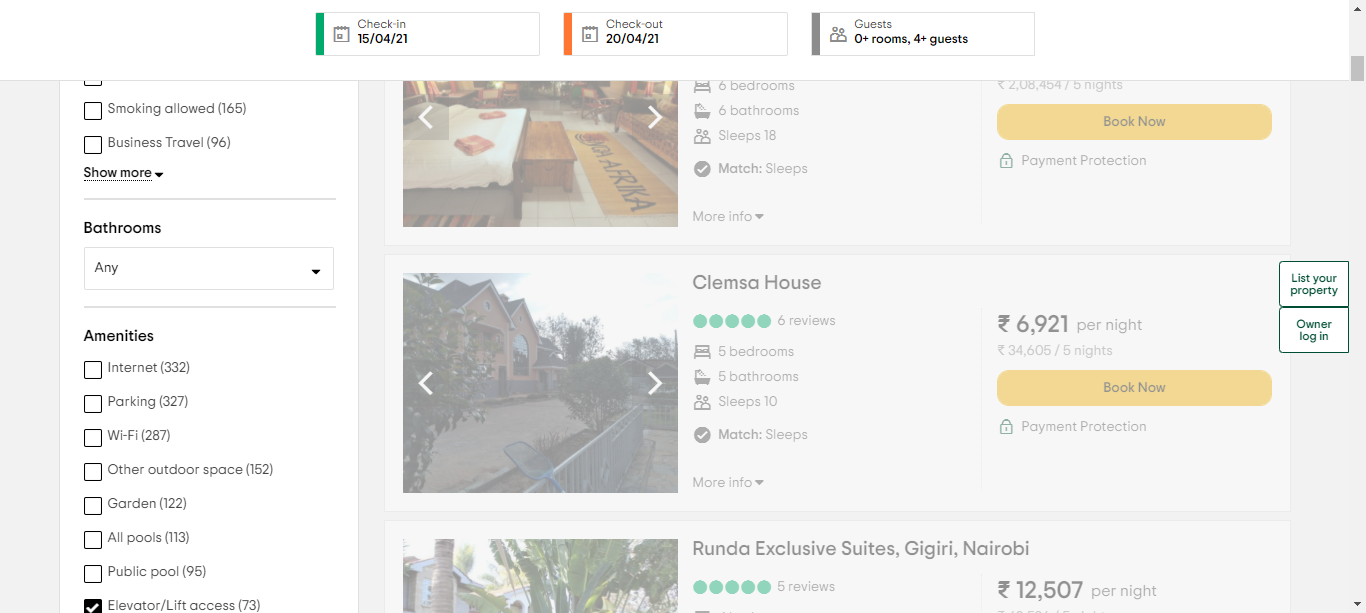 Check-in
15/04/21
Check-out
20/04/21
Guests
0+ rooms, 4+ guests
Smoking allowed (165)
Business Travel (96)
Show more
Bathrooms
Any
Amenities
Internet (332)
Parking (327)
Wi-Fi (287)
Other outdoor space (152)
Garden (122)
All pools (113)
Public pool (95)
Elevator/Lift access (73)
AFRIKA
6 bedrooms
6 bathrooms
Sleeps 18
Match: Sleeps
More info
₹ 2,08,454 / 5 nights
Book Now
Payment Protection
Clemsa House
6 reviews
5 bedrooms
5 bathrooms
Sleeps 10
Match: Sleeps
More info
₹ 6,921 per night
₹ 34,605 / 5 nights
Book Now
Payment Protection
Runda Exclusive Suites, Gigiri, Nairobi
5 reviews
₹ 12,507 per night
List your
property
Owner
log in